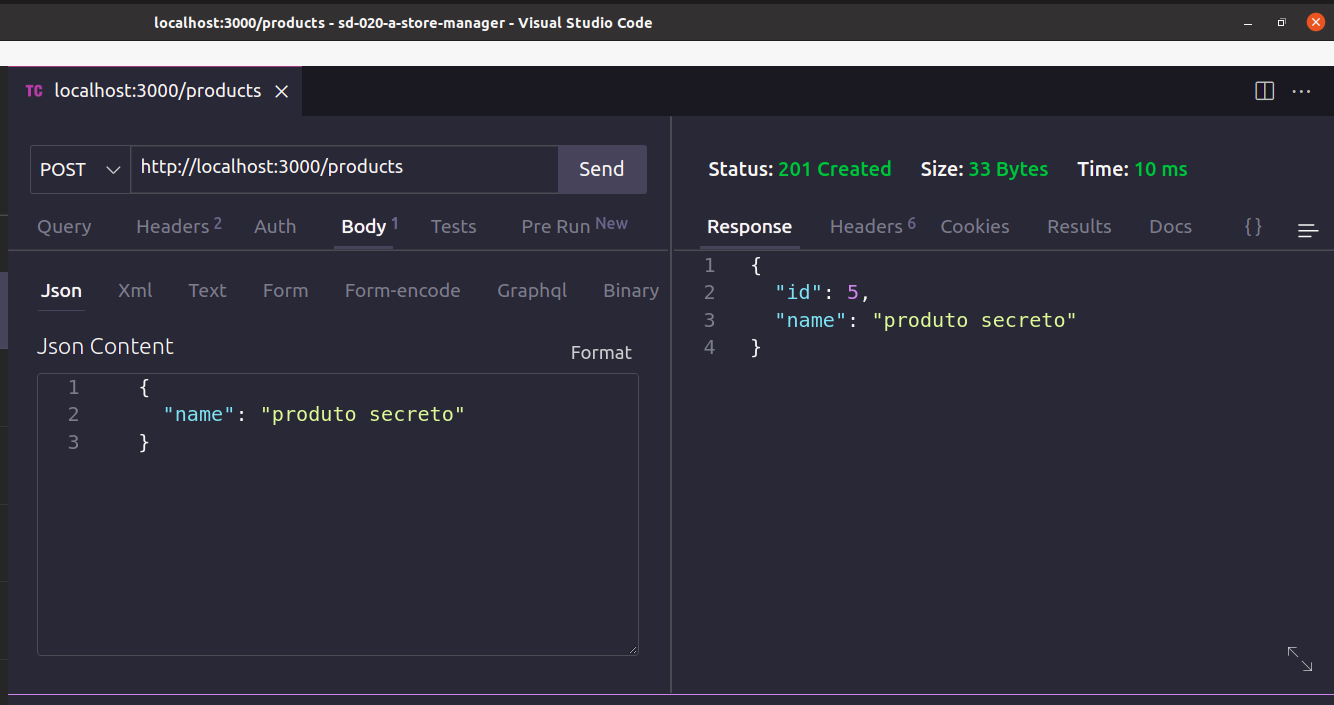 localhost:3000/products - sd-020-a-store-manager - Visual Studio Code
TC localhost:3000/products
POST http://localhost:3000/products Send
Query Headers 2 Auth Body 1 Tests Pre Run New
Json Xml Text Form Form-encode Graphql Binary
Json Content
Format
1 {
2 "name": "produto secreto"
3 }
Status: 201 Created Size: 33 Bytes Time: 10 ms
Response Headers 6 Cookies Results Docs {}
1 {
2 "id": 5,
3 "name": "produto secreto"
4 }